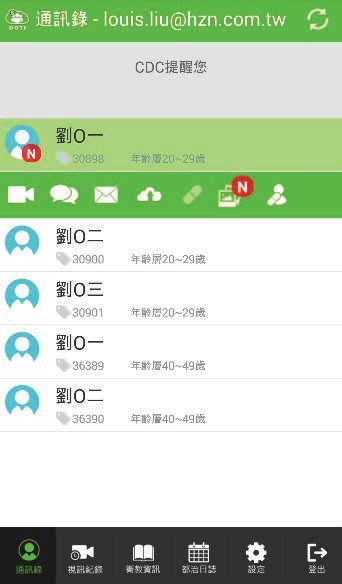 DOTS
通訊錄 - louis.liu@hzn.com.tw
CDC提醒您
劉O一
N
30898 年齡層20~29歲
N
劉O二
30900 年齡層20~29歲
劉O三
30901 年齡層20~29歲
劉O一
36389 年齡層40~49歲
劉O二
36390 年齡層40~49歲
通訊錄 視訊紀錄 衛教資訊 都治日誌 設定 登出